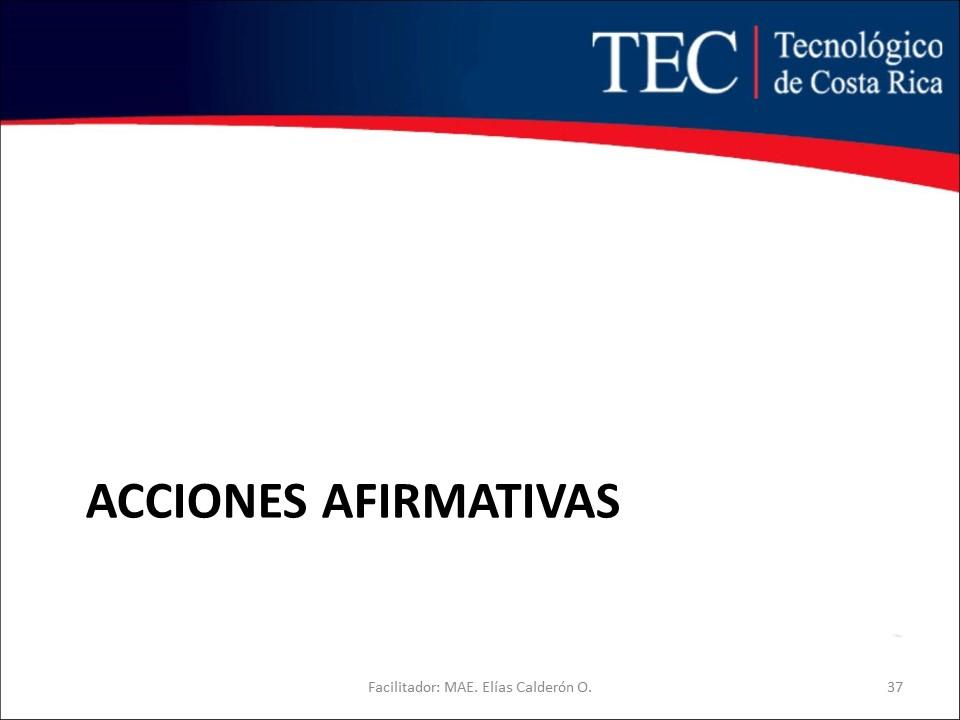 TEC
Tecnológico
de Costa Rica
ACCIONES AFIRMATIVAS
Facilitador: MAE. Elías Calderón O.
37